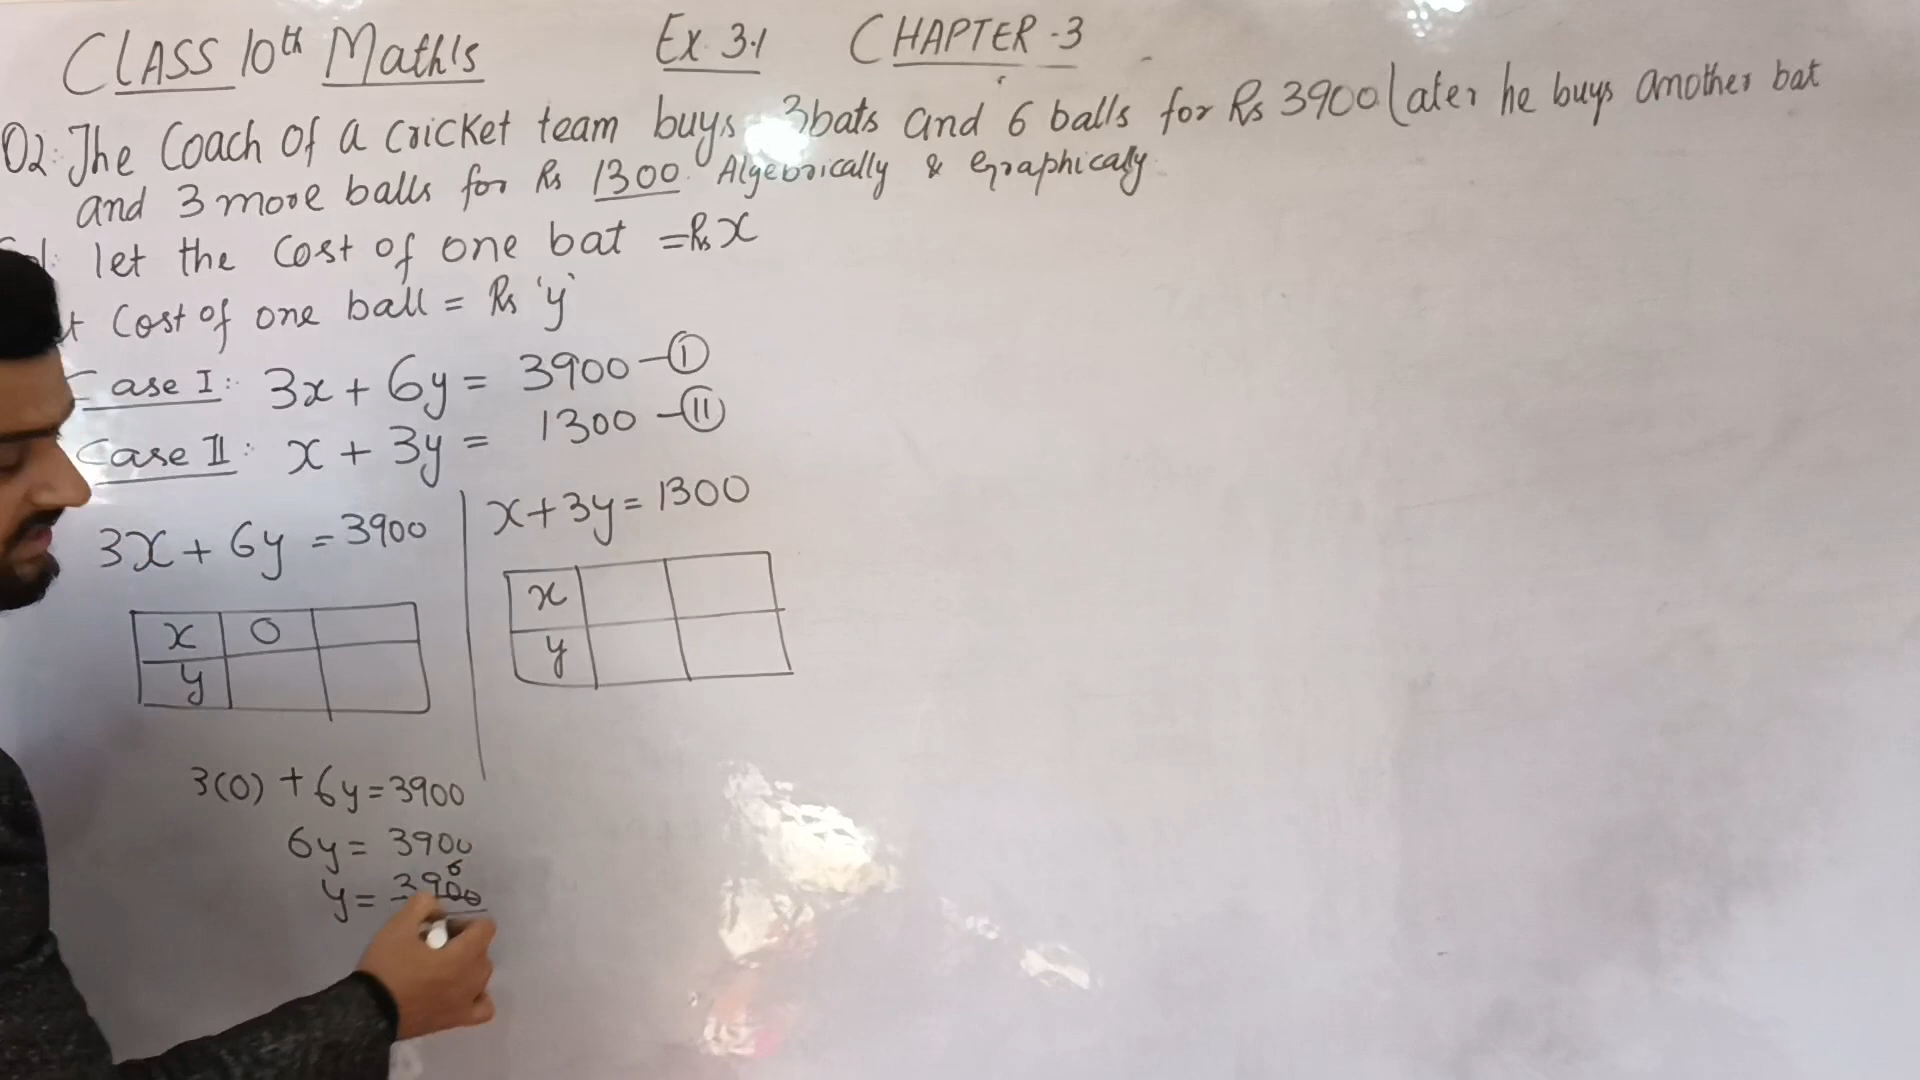 CLASS 10th Math's Ex. 3.1 CHAPTER-3
Q2: The Coach of a cricket team buys 3bats and 6 balls for Rs 3900 Later he buys another bat
and 3 more balls for Rs 1300. Algebrically & Graphically
let the Cost of one bat = Rs x
Cost of one ball = Rs 'y'
Case I: 3x + 6y = 3900 - (I)
Case II: x + 3y = 1300 - (II)
3x + 6y = 3900
x 0
y
3(0) + 6y = 3900
6y = 3900
y = 3900
x + 3y = 1300
x
y